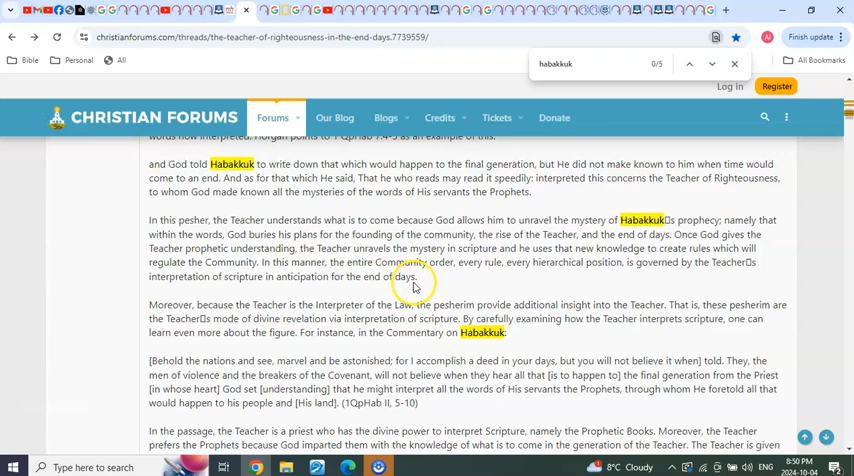 christianforums.com/threads/the-teacher-of-righteousness-in-the-end-days.7739559/
AI
Finish update
Bible
Personal
All
All Bookmarks
habakkuk
0/5
Log in
Register
CHRISTIAN FORUMS
Forums
Our Blog
Blogs
Credits
Tickets
Donate
words now interpreted. Horgan points to 1 QpHab 7.4-5 as an example of this.
and God told Habakkuk to write down that which would happen to the final generation, but He did not make known to him when time would
come to an end. And as for that which He said, That he who reads may read it speedily: interpreted this concerns the Teacher of Righteousness,
to whom God made known all the mysteries of the words of His servants the Prophets.
In this pesher, the Teacher understands what is to come because God allows him to unravel the mystery of Habakkuk▯s prophecy; namely that
within the words, God buries his plans for the founding of the community, the rise of the Teacher, and the end of days. Once God gives the
Teacher prophetic understanding, the Teacher unravels the mystery in scripture and he uses that new knowledge to create rules which will
regulate the Community. In this manner, the entire Community order, every rule, every hierarchical position, is governed by the Teacher▯s
interpretation of scripture in anticipation for the end of days.
Moreover, because the Teacher is the Interpreter of the Law, the pesherim provide additional insight into the Teacher. That is, these pesherim are
the Teacher▯s mode of divine revelation via interpretation of scripture. By carefully examining how the Teacher interprets scripture, one can
learn even more about the figure. For instance, in the Commentary on Habakkuk:
[Behold the nations and see, marvel and be astonished; for I accomplish a deed in your days, but you will not believe it when] told. They, the
men of violence and the breakers of the Covenant, will not believe when they hear all that [is to happen to] the final generation from the Priest
[in whose heart] God set [understanding] that he might interpret all the words of His servants the Prophets, through whom He foretold all that
would happen to his people and [His land]. (1QpHab II, 5-10)
In the passage, the Teacher is a priest who has the divine power to interpret Scripture, namely the Prophetic Books. Moreover, the Teacher
prefers the Prophets because God imparted them with the knowledge of what is to come in the generation of the Teacher. The Teacher is given
Type here to search
8°C Cloudy
8:50 PM
2024-10-04